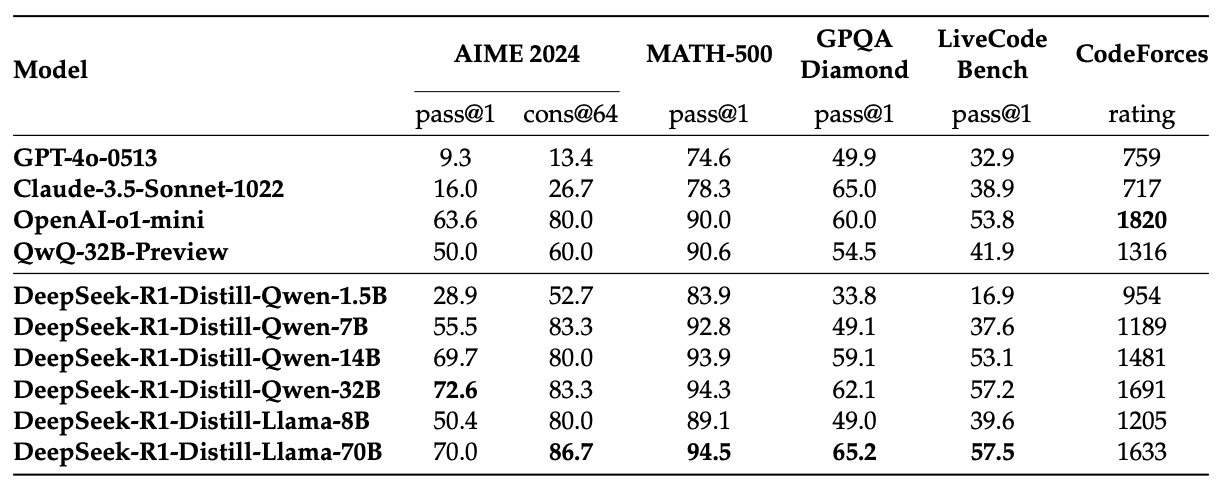 Model AIME 2024 MATH-500 GPQA Diamond LiveCode Bench CodeForces
pass@1 cons@64 pass@1 pass@1 pass@1 rating
GPT-4o-0513 9.3 13.4 74.6 49.9 32.9 759
Claude-3.5-Sonnet-1022 16.0 26.7 78.3 65.0 38.9 717
OpenAI-o1-mini 63.6 80.0 90.0 60.0 53.8 1820
QwQ-32B-Preview 50.0 60.0 90.6 54.5 41.9 1316
DeepSeek-R1-Distill-Qwen-1.5B 28.9 52.7 83.9 33.8 16.9 954
DeepSeek-R1-Distill-Qwen-7B 55.5 83.3 92.8 49.1 37.6 1189
DeepSeek-R1-Distill-Qwen-14B 69.7 80.0 93.9 59.1 53.1 1481
DeepSeek-R1-Distill-Qwen-32B 72.6 83.3 94.3 62.1 57.2 1691
DeepSeek-R1-Distill-Llama-8B 50.4 80.0 89.1 49.0 39.6 1205
DeepSeek-R1-Distill-Llama-70B 70.0 86.7 94.5 65.2 57.5 1633